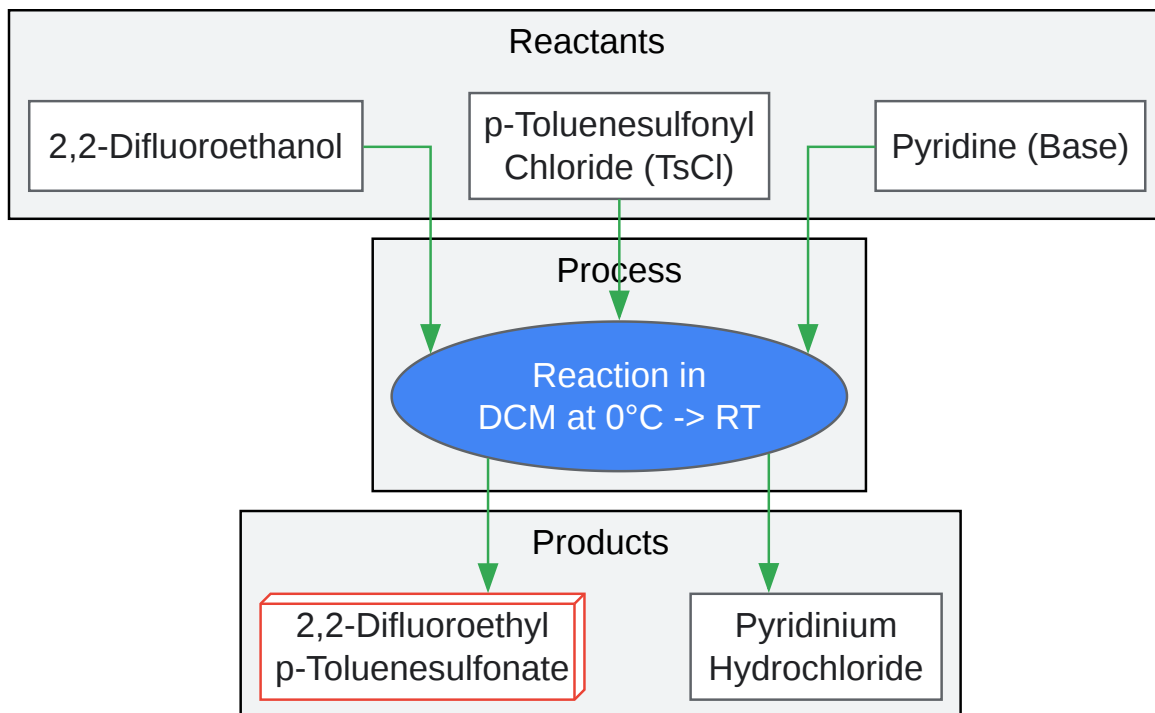 Reactants
2,2-Difluoroethanol
p-Toluenesulfonyl
Chloride (TsCl)
Pyridine (Base)
Process
Reaction in
DCM at 0°C -> RT
Products
2,2-Difluoroethyl
p-Toluenesulfonate
Pyridinium
Hydrochloride